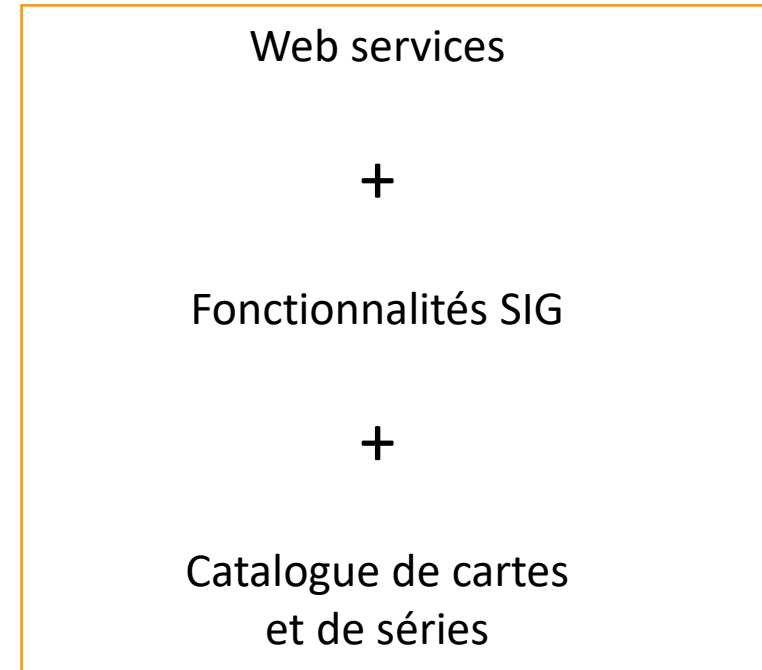 Web services
+
Fonctionnalités SIG
+
Catalogue de cartes
et de séries